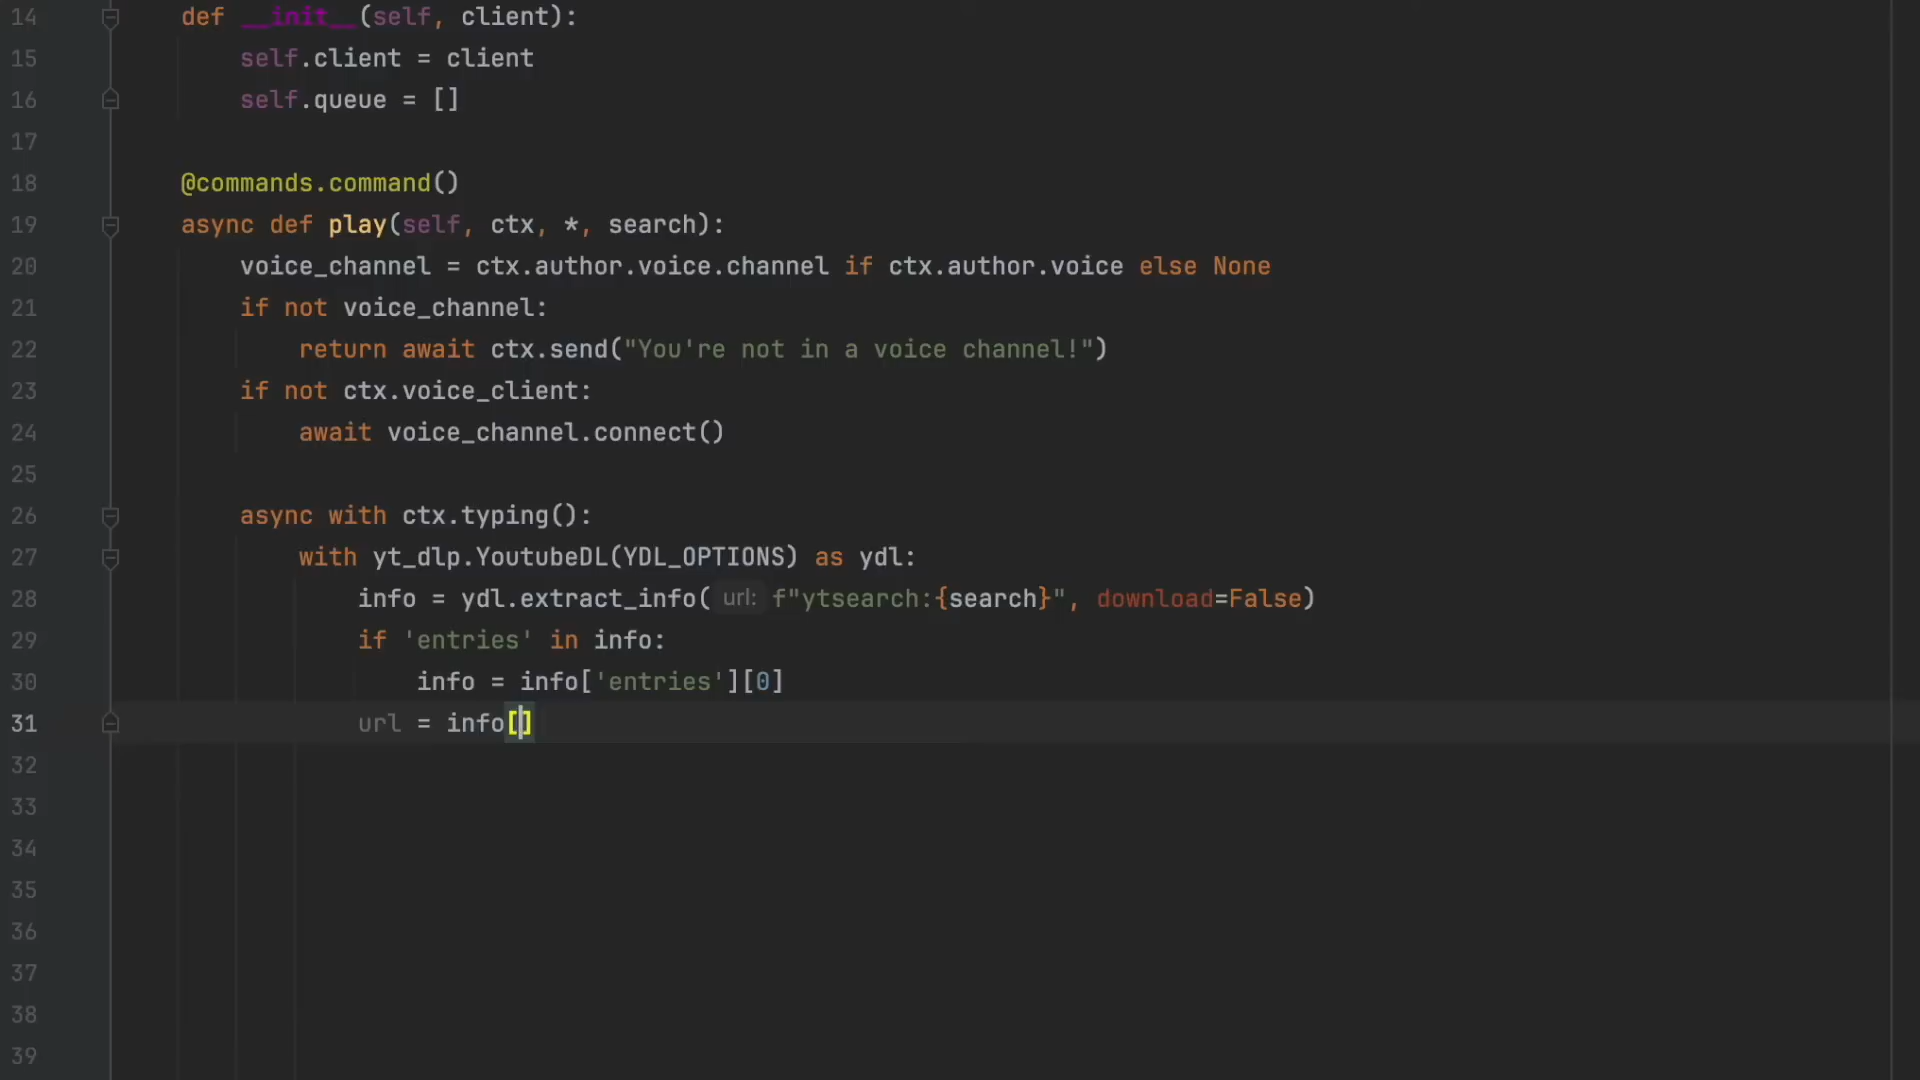 14 def __init__(self, client):
15 self.client = client
16 self.queue = []
17
18 @commands.command()
19 async def play(self, ctx, *, search):
20 voice_channel = ctx.author.voice.channel if ctx.author.voice else None
21 if not voice_channel:
22 return await ctx.send("You're not in a voice channel!")
23 if not ctx.voice_client:
24 await voice_channel.connect()
25
26 async with ctx.typing():
27 with yt_dlp.YoutubeDL(YDL_OPTIONS) as ydl:
28 info = ydl.extract_info( url: f"ytsearch:{search}", download=False)
29 if 'entries' in info:
30 info = info['entries'][0]
31 url = info[]
32
33
34
35
36
37
38
39